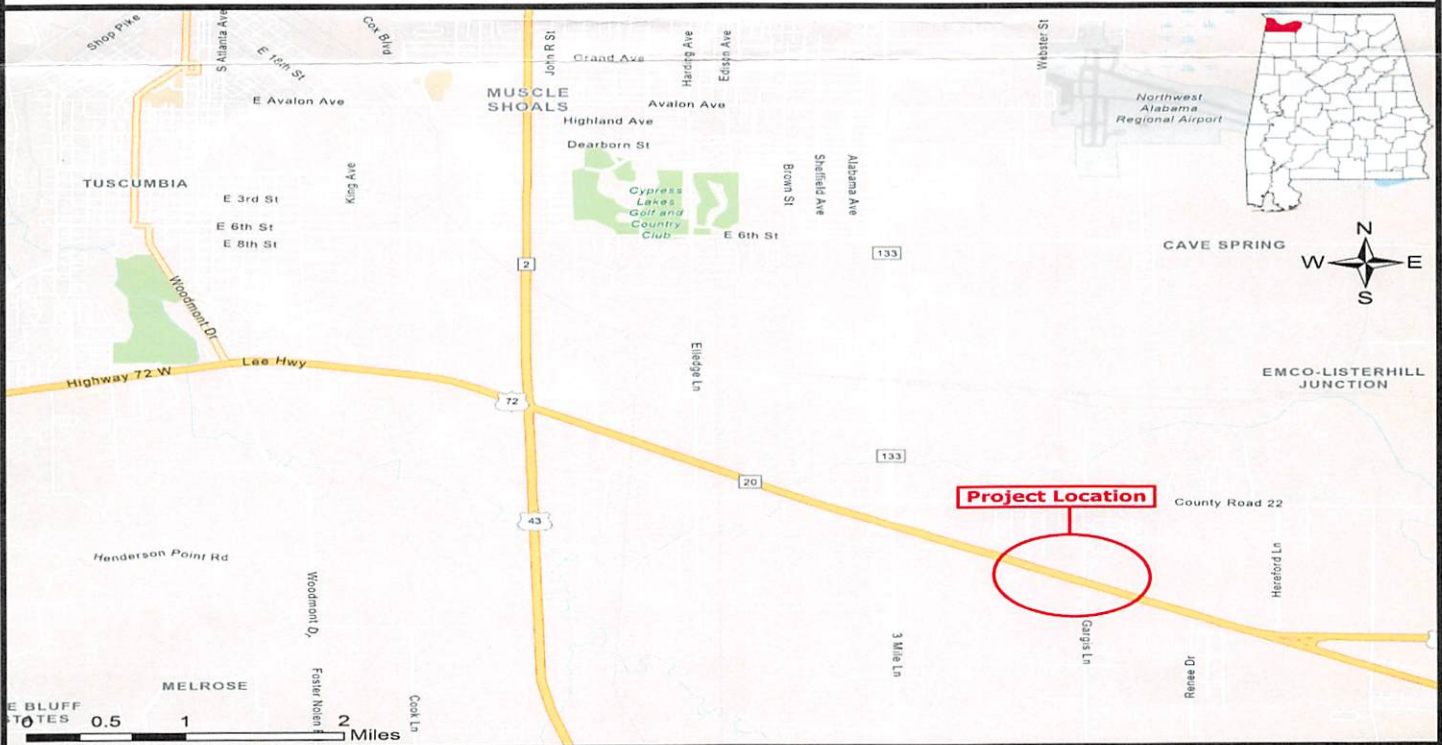 Shop Pike
S Atlanta Ave
Cox Blvd
E 18th St
John R St
Grand Ave
Harding Ave
Edison Ave
Webster St
MUSCLE
SHOALS
E Avalon Ave
Avalon Ave
Northwest
Alabama
Regional Airport
Highland Ave
Dearborn St
TUSCUMBIA
King Ave
Brown St
Sheffield Ave
Alabama Ave
E 3rd St
Cypress
Lakes
Golf and
Country
Club
E 6th St
E 6th St
E 8th St
133
CAVE SPRING
N
W
E
S
2
Woodmont Dr
Elledge Ln
Highway 72 W
Lee Hwy
EMCO-LISTERHILL
JUNCTION
72
133
20
Project Location
County Road 22
43
Henderson Point Rd
Hereford Ln
Woodmont D
3 Mile Ln
Gargis Ln
Renee Dr
MELROSE
Foster Nolen
Cook Ln
E BLUFF
STATES
0
0.5
1
2
Miles